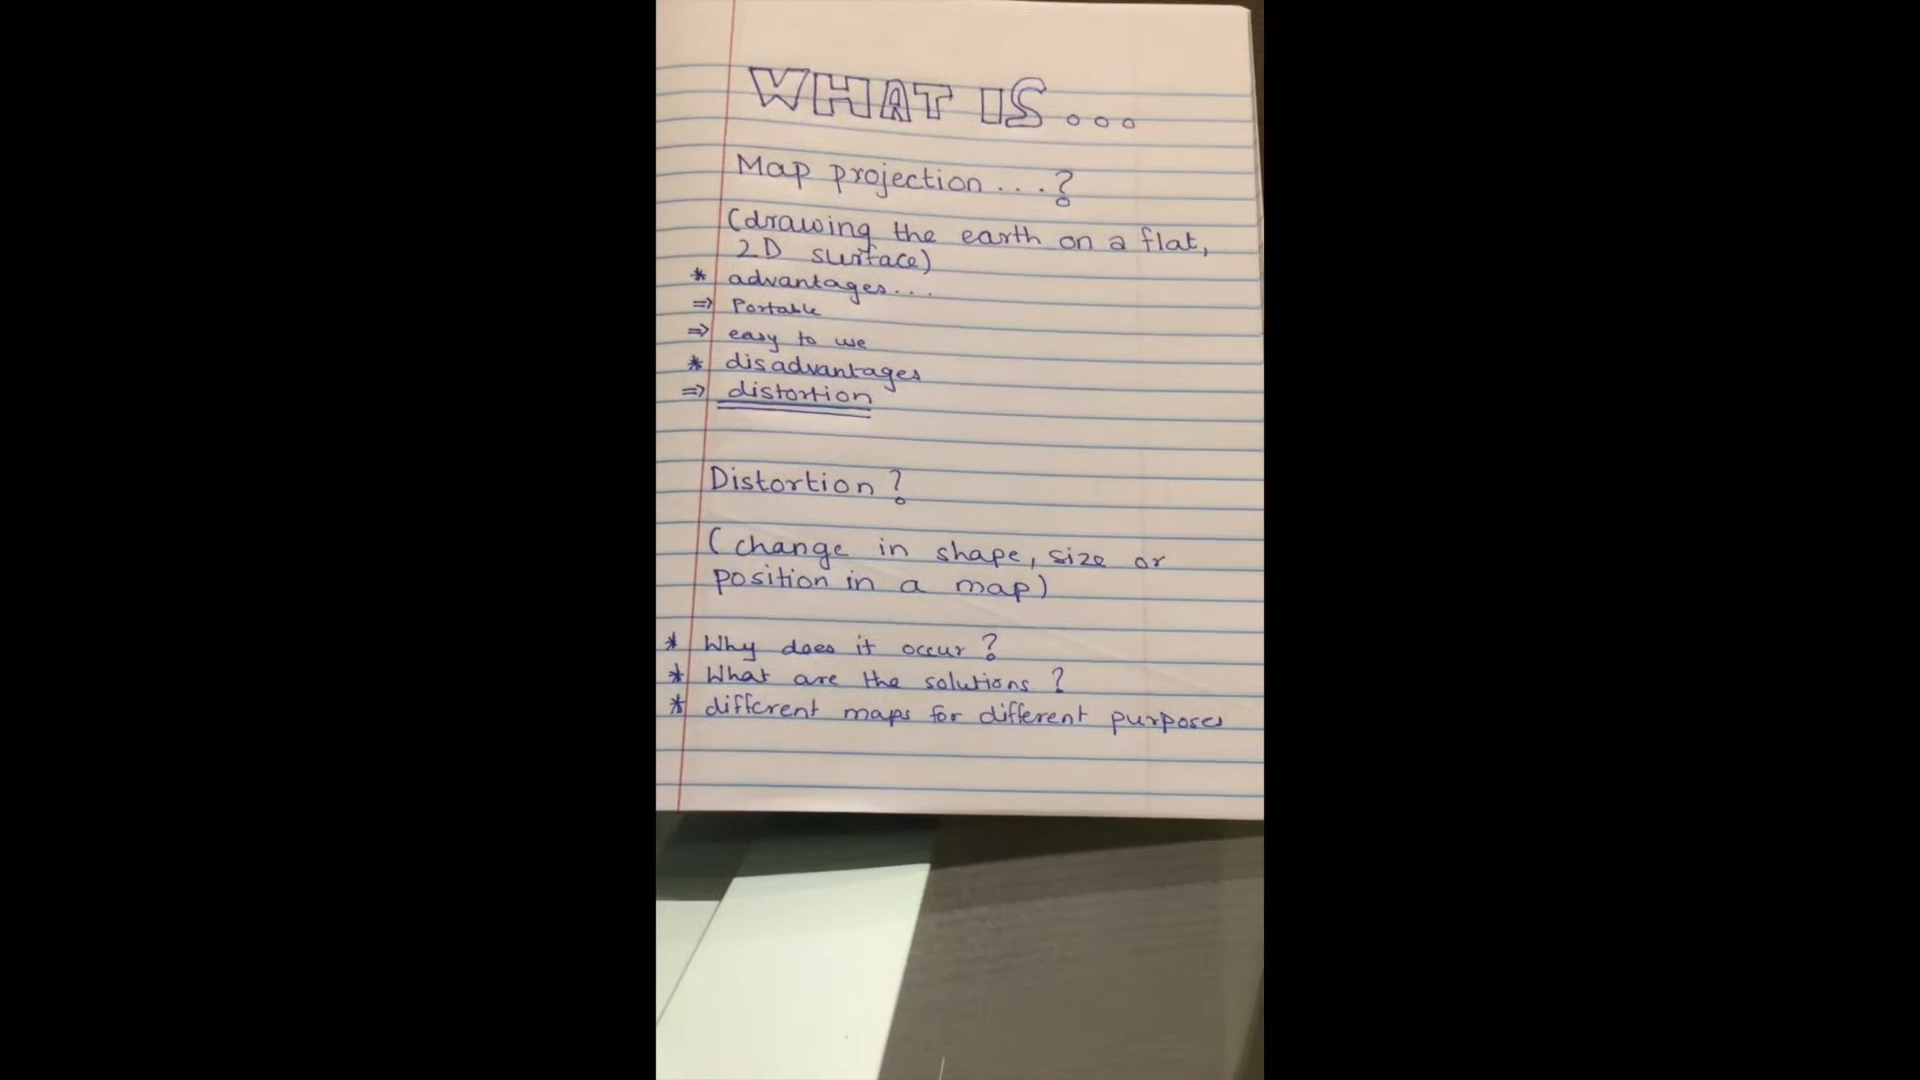 WHAT IS...
Map projection...?
(drawing the earth on a flat,
2D surface)
* advantages...
⇒ Portable
⇒ easy to use
* disadvantages
⇒ distortion
Distortion?
(change in shape, size or
position in a map)
* Why does it occur?
* What are the solutions?
* different maps for different purposes